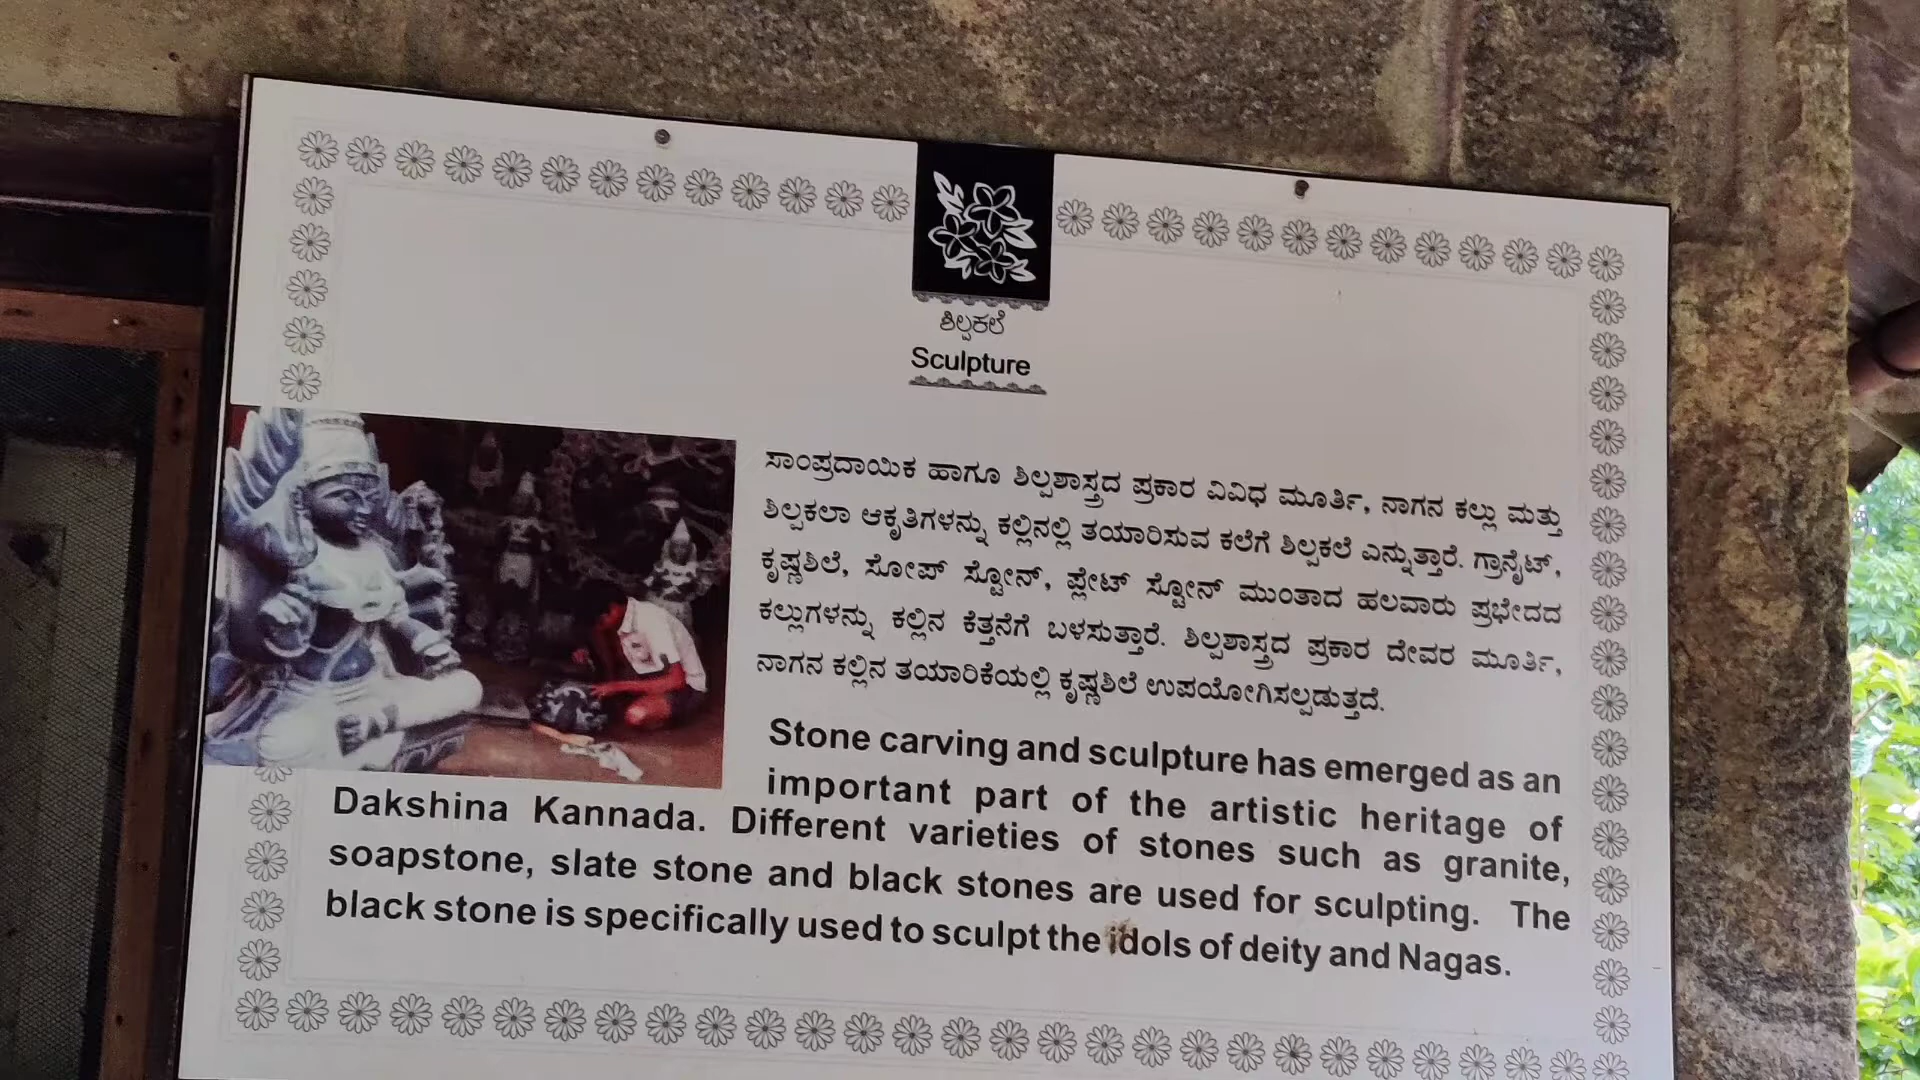 ಶಿಲ್ಪಕಲೆ
Sculpture
ಸಾಂಪ್ರದಾಯಿಕ ಹಾಗೂ ಶಿಲ್ಪಶಾಸ್ತ್ರದ ಪ್ರಕಾರ ವಿವಿಧ ಮೂರ್ತಿ, ನಾಗನ ಕಲ್ಲು ಮತ್ತು
ಶಿಲ್ಪಕಲಾ ಆಕೃತಿಗಳನ್ನು ಕಲ್ಲಿನಲ್ಲಿ ತಯಾರಿಸುವ ಕಲೆಗೆ ಶಿಲ್ಪಕಲೆ ಎನ್ನುತ್ತಾರೆ. ಗ್ರಾನೈಟ್,
ಕೃಷ್ಣಶಿಲೆ, ಸೋಪ್ ಸ್ಟೋನ್, ಪ್ಲೇಟ್ ಸ್ಟೋನ್ ಮುಂತಾದ ಹಲವಾರು ಪ್ರಭೇದದ
ಕಲ್ಲುಗಳನ್ನು ಕಲ್ಲಿನ ಕೆತ್ತನೆಗೆ ಬಳಸುತ್ತಾರೆ. ಶಿಲ್ಪಶಾಸ್ತ್ರದ ಪ್ರಕಾರ ದೇವರ ಮೂರ್ತಿ,
ನಾಗನ ಕಲ್ಲಿನ ತಯಾರಿಕೆಯಲ್ಲಿ ಕೃಷ್ಣಶಿಲೆ ಉಪಯೋಗಿಸಲ್ಪಡುತ್ತದೆ.
Stone carving and sculpture has emerged as an
important part of the artistic heritage of
Dakshina Kannada. Different varieties of stones such as granite,
soapstone, slate stone and black stones are used for sculpting. The
black stone is specifically used to sculpt the idols of deity and Nagas.